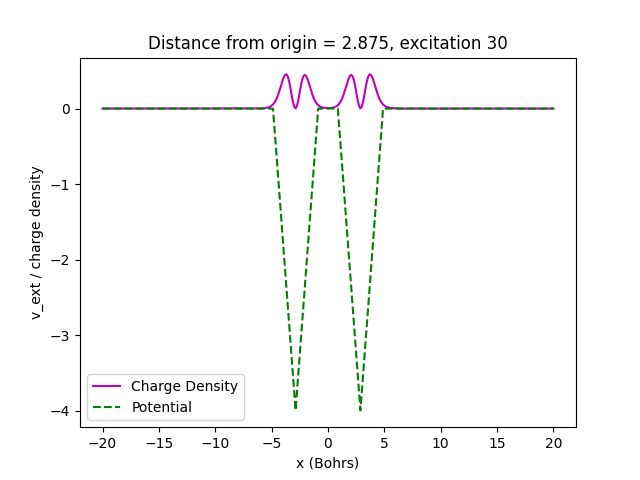 Distance from origin = 2.875, excitation 30
v_ext / charge density
0
−1
−2
−3
−4
Charge Density
Potential
−20 −15 −10 −5 0 5 10 15 20
x (Bohrs)